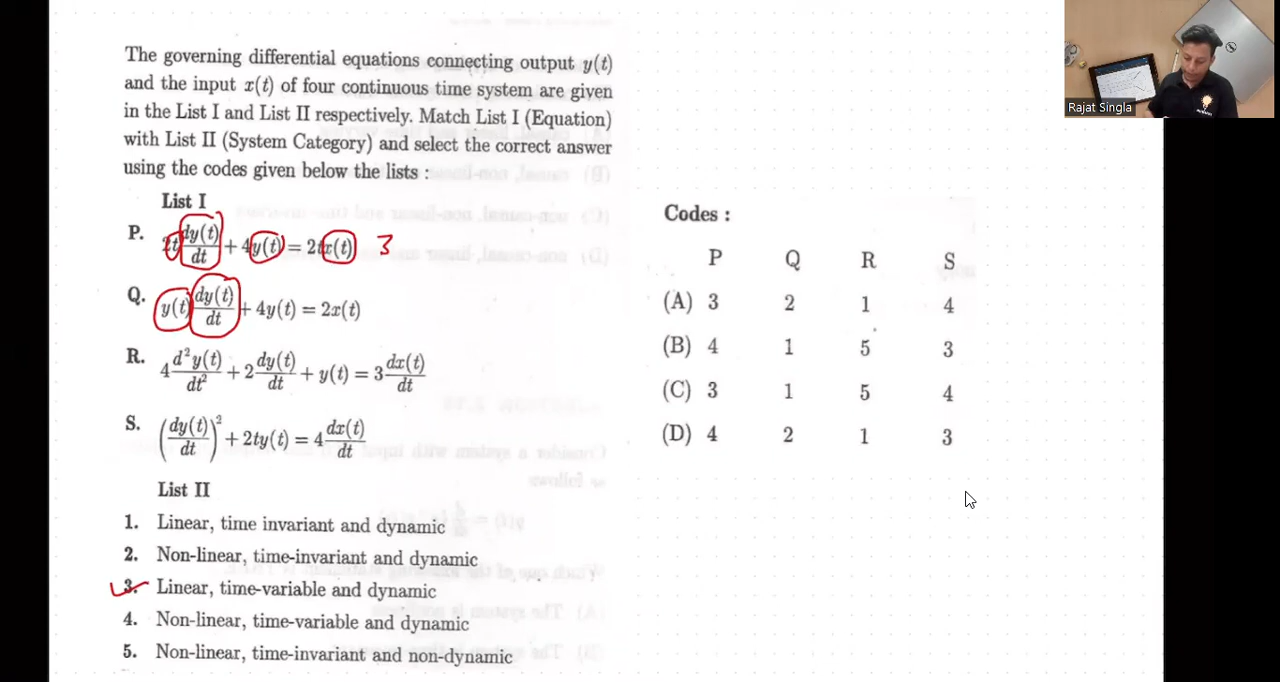 The governing differential equations connecting output y(t)
and the input x(t) of four continuous time system are given
in the List I and List II respectively. Match List I (Equation)
with List II (System Category) and select the correct answer
using the codes given below the lists :
List I
P. 2t dy(t)/dt + 4y(t) = 2tx(t) 3
Q. y(t) dy(t)/dt + 4y(t) = 2x(t)
R. 4 d²y(t)/dt² + 2 dy(t)/dt + y(t) = 3 dx(t)/dt
S. (dy(t)/dt)² + 2ty(t) = 4 dx(t)/dt
List II
1. Linear, time invariant and dynamic
2. Non-linear, time-invariant and dynamic
3. Linear, time-variable and dynamic
4. Non-linear, time-variable and dynamic
5. Non-linear, time-invariant and non-dynamic
Codes :
P Q R S
(A) 3 2 1 4
(B) 4 1 5 3
(C) 3 1 5 4
(D) 4 2 1 3
Rajat Singla